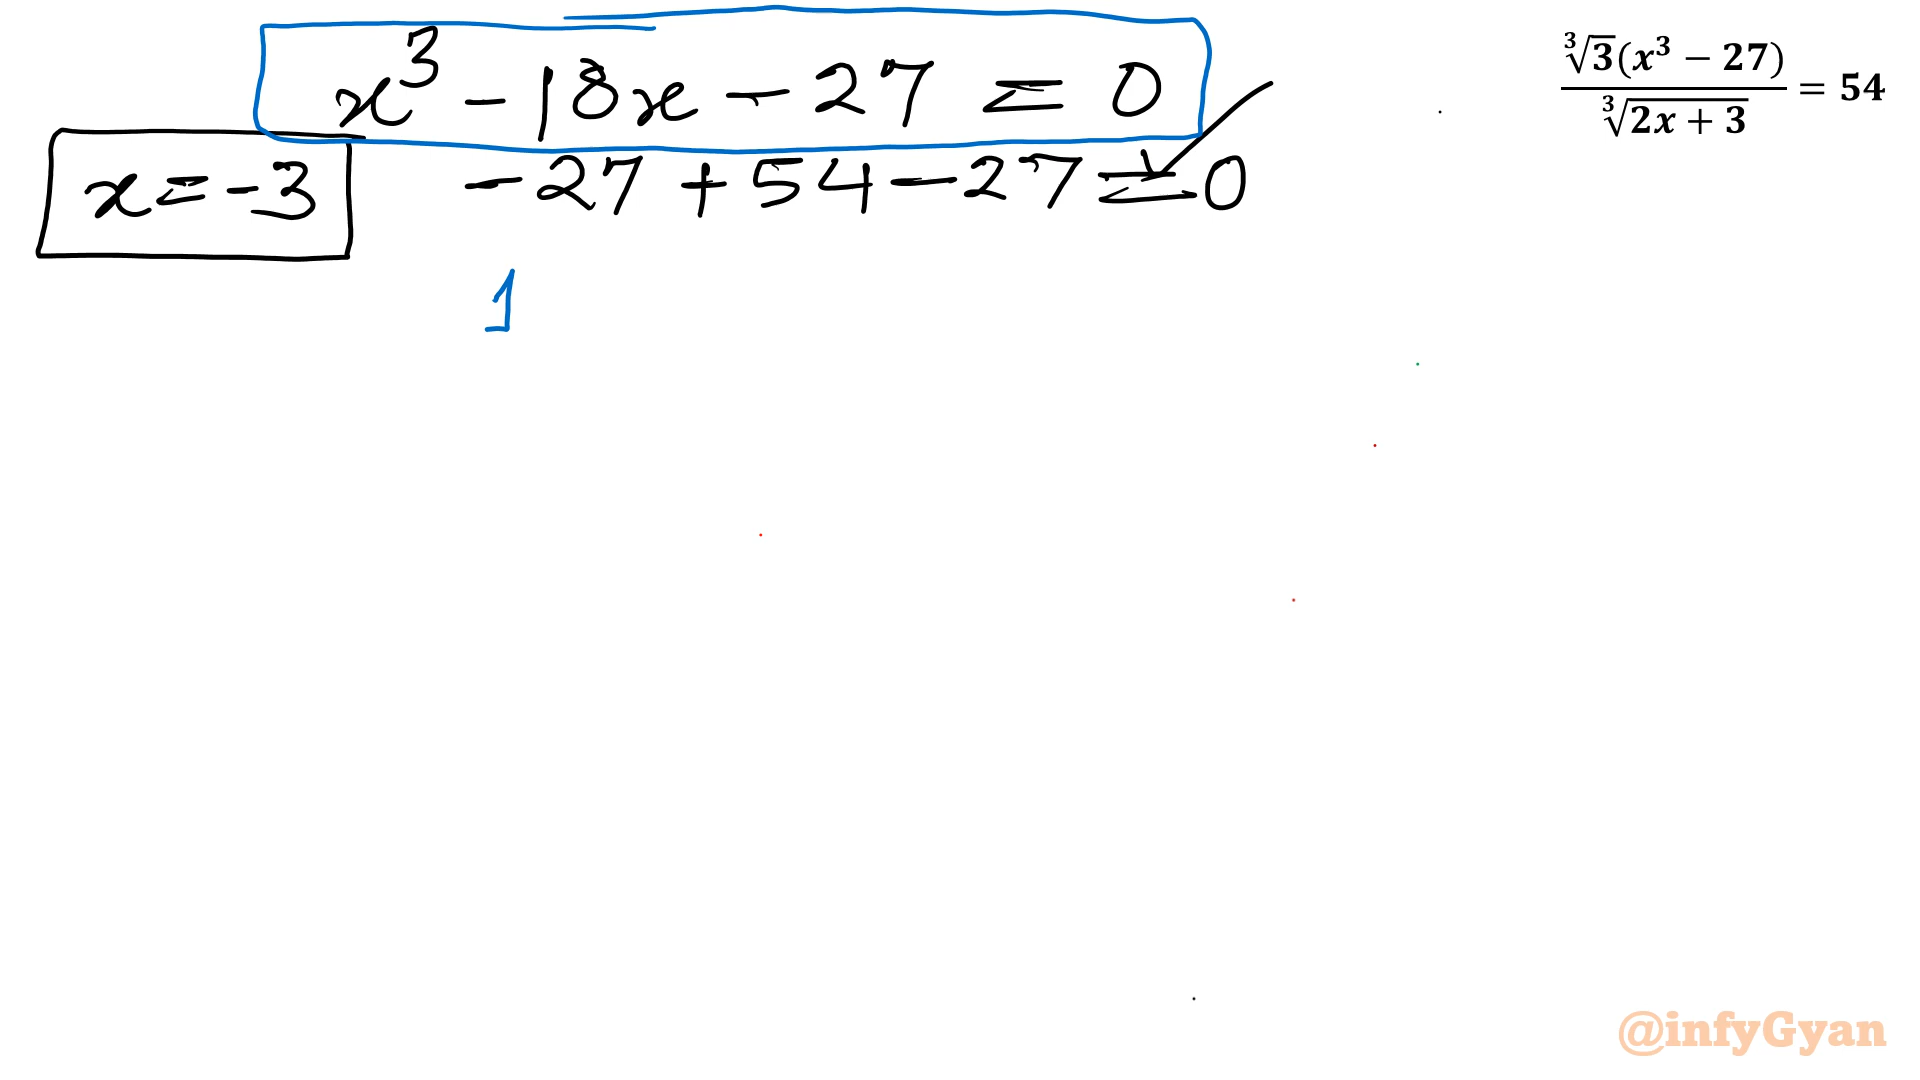 x³ - 18x - 27 = 0
x = -3
-27 + 54 - 27 = 0
1
∛3(x³ − 27)
∛2x + 3
= 54
@infyGyan